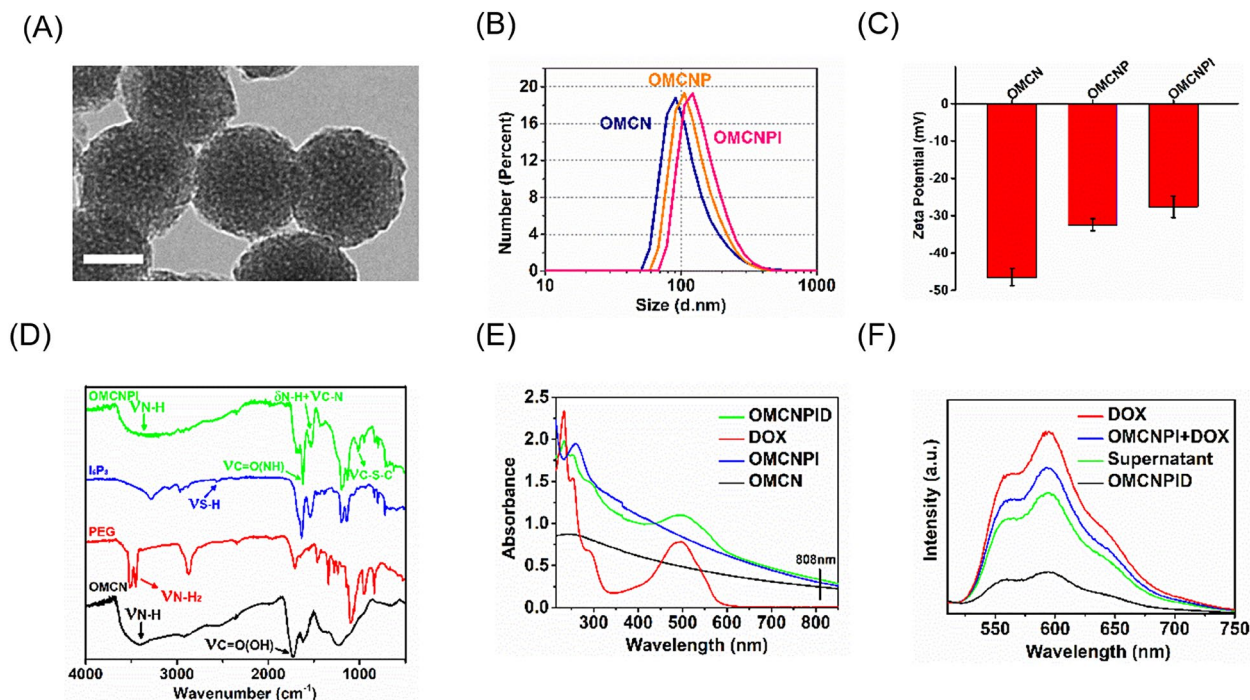 (A)
(B)
20
16
12
8
4
0
10
100
1000
Number (Percent)
Size (d.nm)
OMCN
OMCNP
OMCNPI
(C)
OMCN
OMCNP
OMCNPI
0
-10
-20
-30
-40
-50
Zeta Potential (mV)
(D)
OMCNPI
νN-H
δN-H+νC-N
νC=O(NH)
νC-S-C
νS-H
PEG
νN-H₂
OMCN
νN-H
νC=O(OH)
4000
3000
2000
1000
Wavenumber (cm⁻¹)
(E)
2.5
2.0
1.5
1.0
0.5
0.0
300
400
500
600
700
800
Absorbance
Wavelength (nm)
OMCNPID
DOX
OMCNPI
OMCN
808nm
(F)
DOX
OMCNPI+DOX
Supernatant
OMCNPID
Intensity (a.u.)
550
600
650
700
750
Wavelength (nm)